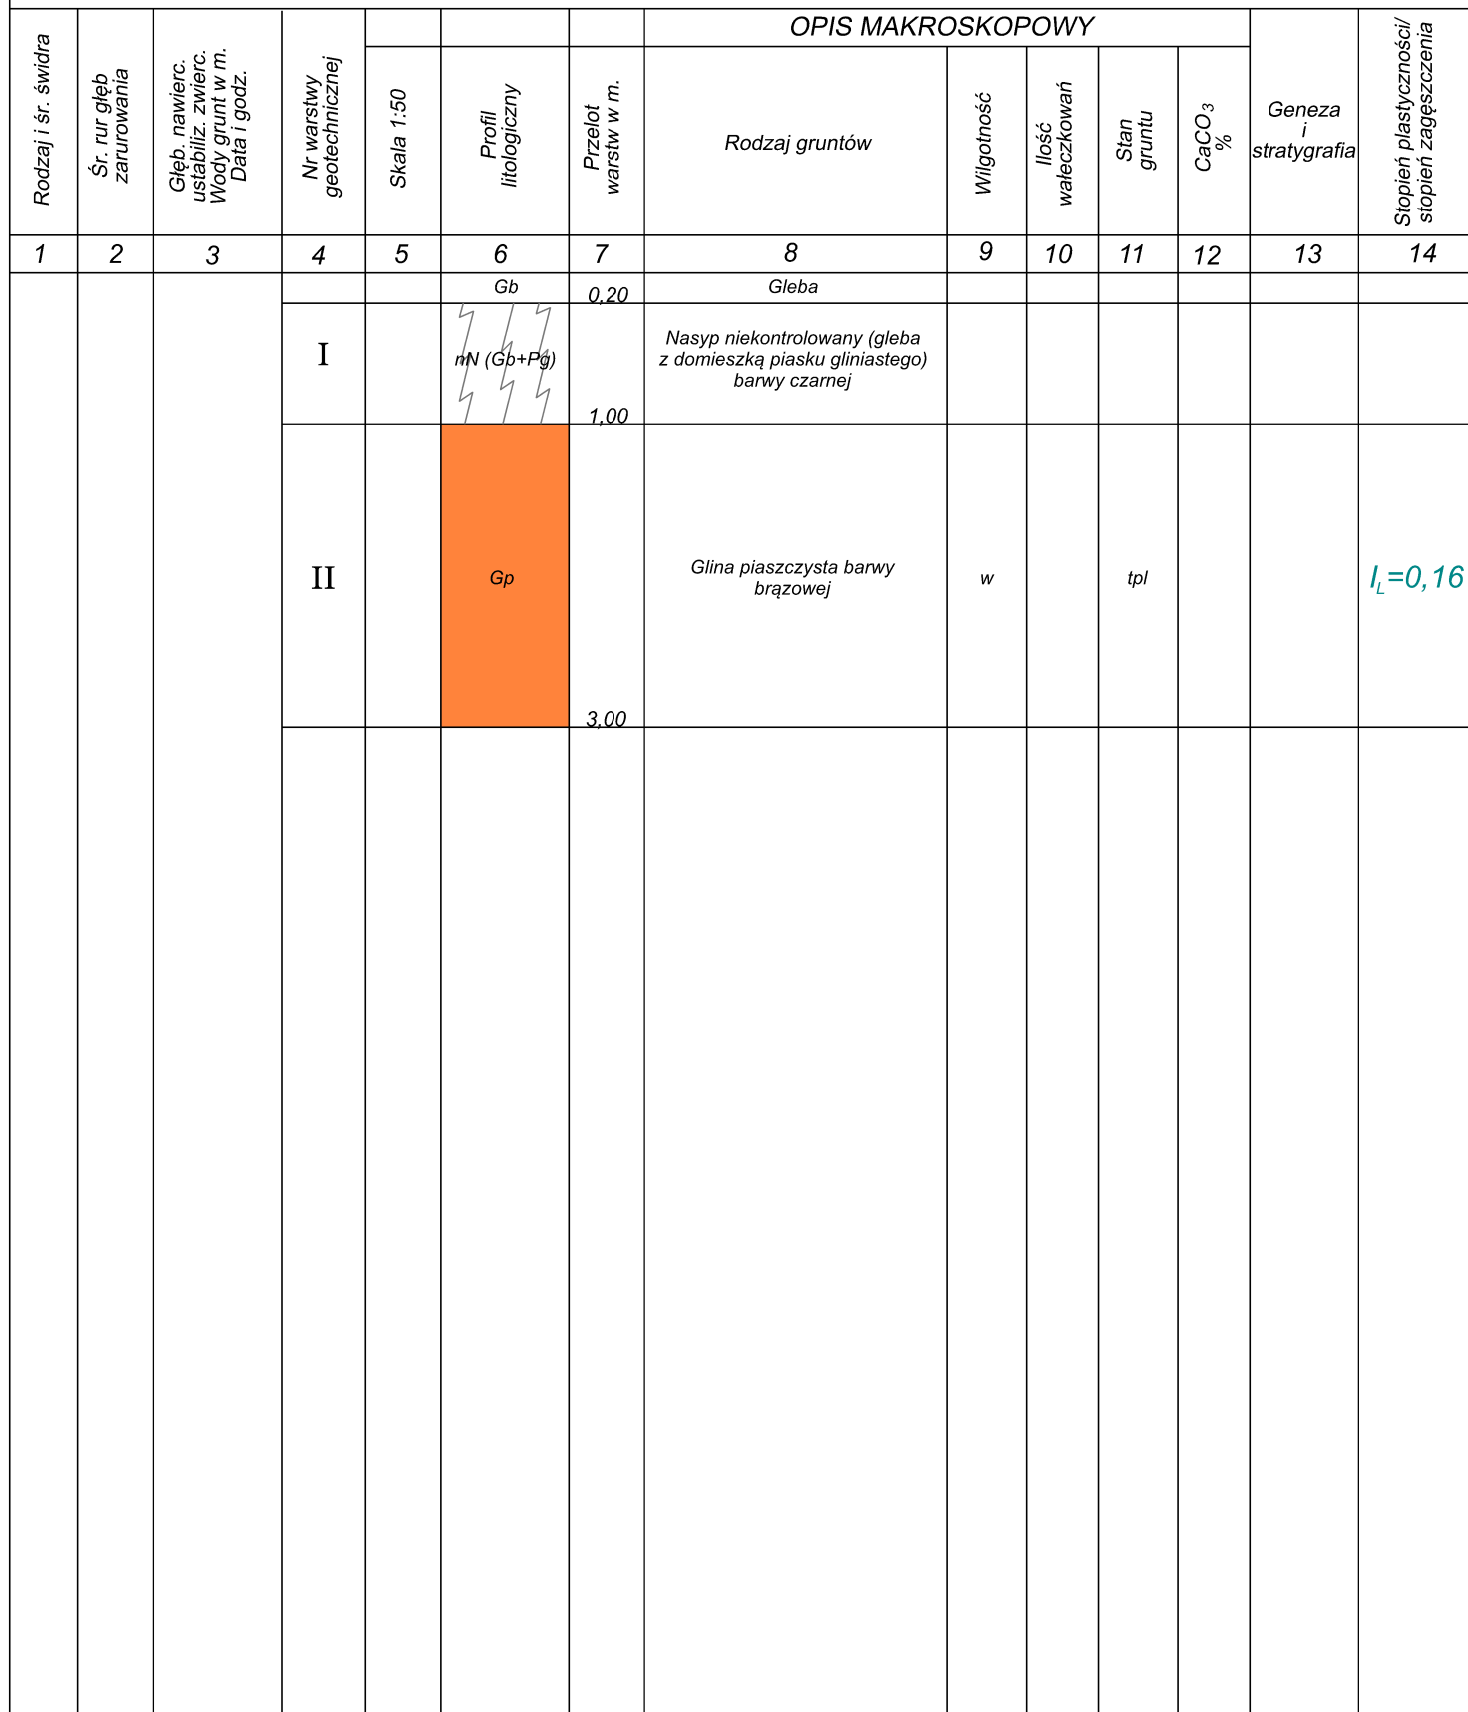 OPIS MAKROSKOPOWY
Rodzaj i śr. świdra
Śr. rur głęb
zarurowania
Głęb. nawierc.
ustabiliz. zwierc.
Wody grunt w m.
Data i godz.
Nr warstwy
geotechnicznej
Skala 1:50
Profil
litologiczny
Przelot
warstw w m.
Rodzaj gruntów
Wilgotność
Ilość
wałeczkowań
Stan
gruntu
CaCO3
%
Geneza
i
stratygrafia
Stopień plastyczności/
stopień zagęszczenia
1 2 3 4 5 6 7 8 9 10 11 12 13 14
Gb 0,20 Gleba
I
mN (Gb+Pg)
Nasyp niekontrolowany (gleba
z domieszką piasku gliniastego)
barwy czarnej
1,00
II
Gp
Glina piaszczysta barwy
brązowej
w
tpl
IL=0,16
3,00